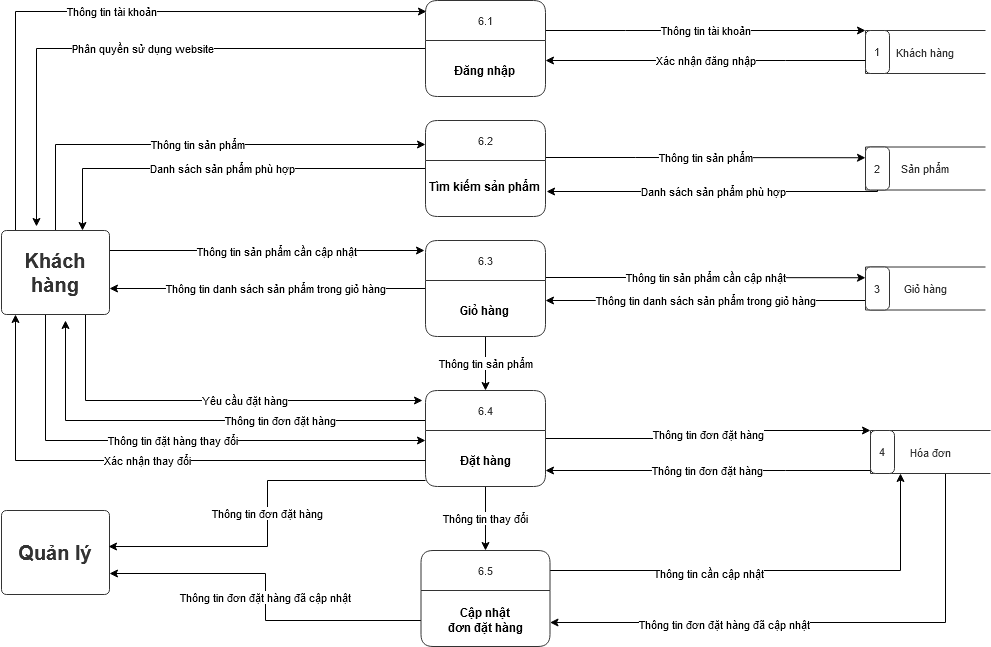 Thông tin tài khoản
6.1
Thông tin tài khoản
Phân quyền sử dụng website
Đăng nhập
Xác nhận đăng nhập
1
Khách hàng
Thông tin sản phẩm
6.2
Thông tin sản phẩm
Danh sách sản phẩm phù hợp
Tìm kiếm sản phẩm
Danh sách sản phẩm phù hợp
2
Sản phẩm
Khách
hàng
Thông tin sản phẩm cần cập nhật
6.3
Thông tin sản phẩm cần cập nhật
Thông tin danh sách sản phẩm trong giỏ hàng
Giỏ hàng
Thông tin danh sách sản phẩm trong giỏ hàng
3
Giỏ hàng
Thông tin sản phẩm
Yêu cầu đặt hàng
6.4
Thông tin đơn đặt hàng
Thông tin đơn đặt hàng
Thông tin đặt hàng thay đổi
Đặt hàng
Xác nhận thay đổi
Thông tin đơn đặt hàng
4
Hóa đơn
Thông tin đơn đặt hàng
Thông tin thay đổi
Quản lý
6.5
Thông tin cần cập nhật
Thông tin đơn đặt hàng đã cập nhật
Cập nhật
đơn đặt hàng
Thông tin đơn đặt hàng đã cập nhật